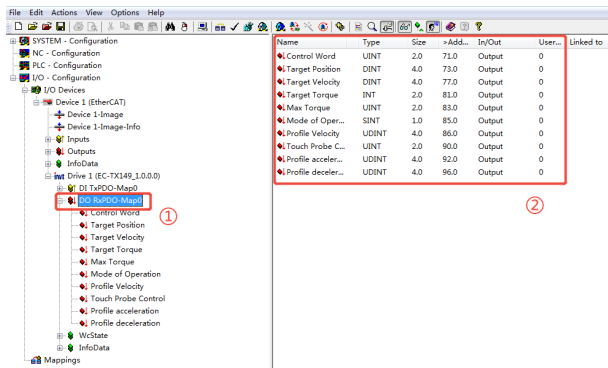 File Edit Actions View Options Help
SYSTEM - Configuration
NC - Configuration
PLC - Configuration
I/O - Configuration
I/O Devices
Device 1 (EtherCAT)
Device 1-Image
Device 1-Image-Info
Inputs
Outputs
InfoData
Drive 1 (EC-TX149_1.0.0.0)
DI TxPDO-Map0
DO RxPDO-Map0
Control Word
Target Position
Target Velocity
Target Torque
Max Torque
Mode of Operation
Profile Velocity
Touch Probe Control
Profile acceleration
Profile deceleration
WcState
InfoData
Mappings
①
Name Type Size >Add... In/Out User... Linked to
Control Word UINT 2.0 71.0 Output 0
Target Position DINT 4.0 73.0 Output 0
Target Velocity DINT 4.0 77.0 Output 0
Target Torque INT 2.0 81.0 Output 0
Max Torque UINT 2.0 83.0 Output 0
Mode of Oper... SINT 1.0 85.0 Output 0
Profile Velocity UDINT 4.0 86.0 Output 0
Touch Probe C... UINT 2.0 90.0 Output 0
Profile acceler... UDINT 4.0 92.0 Output 0
Profile deceler... UDINT 4.0 96.0 Output 0
②